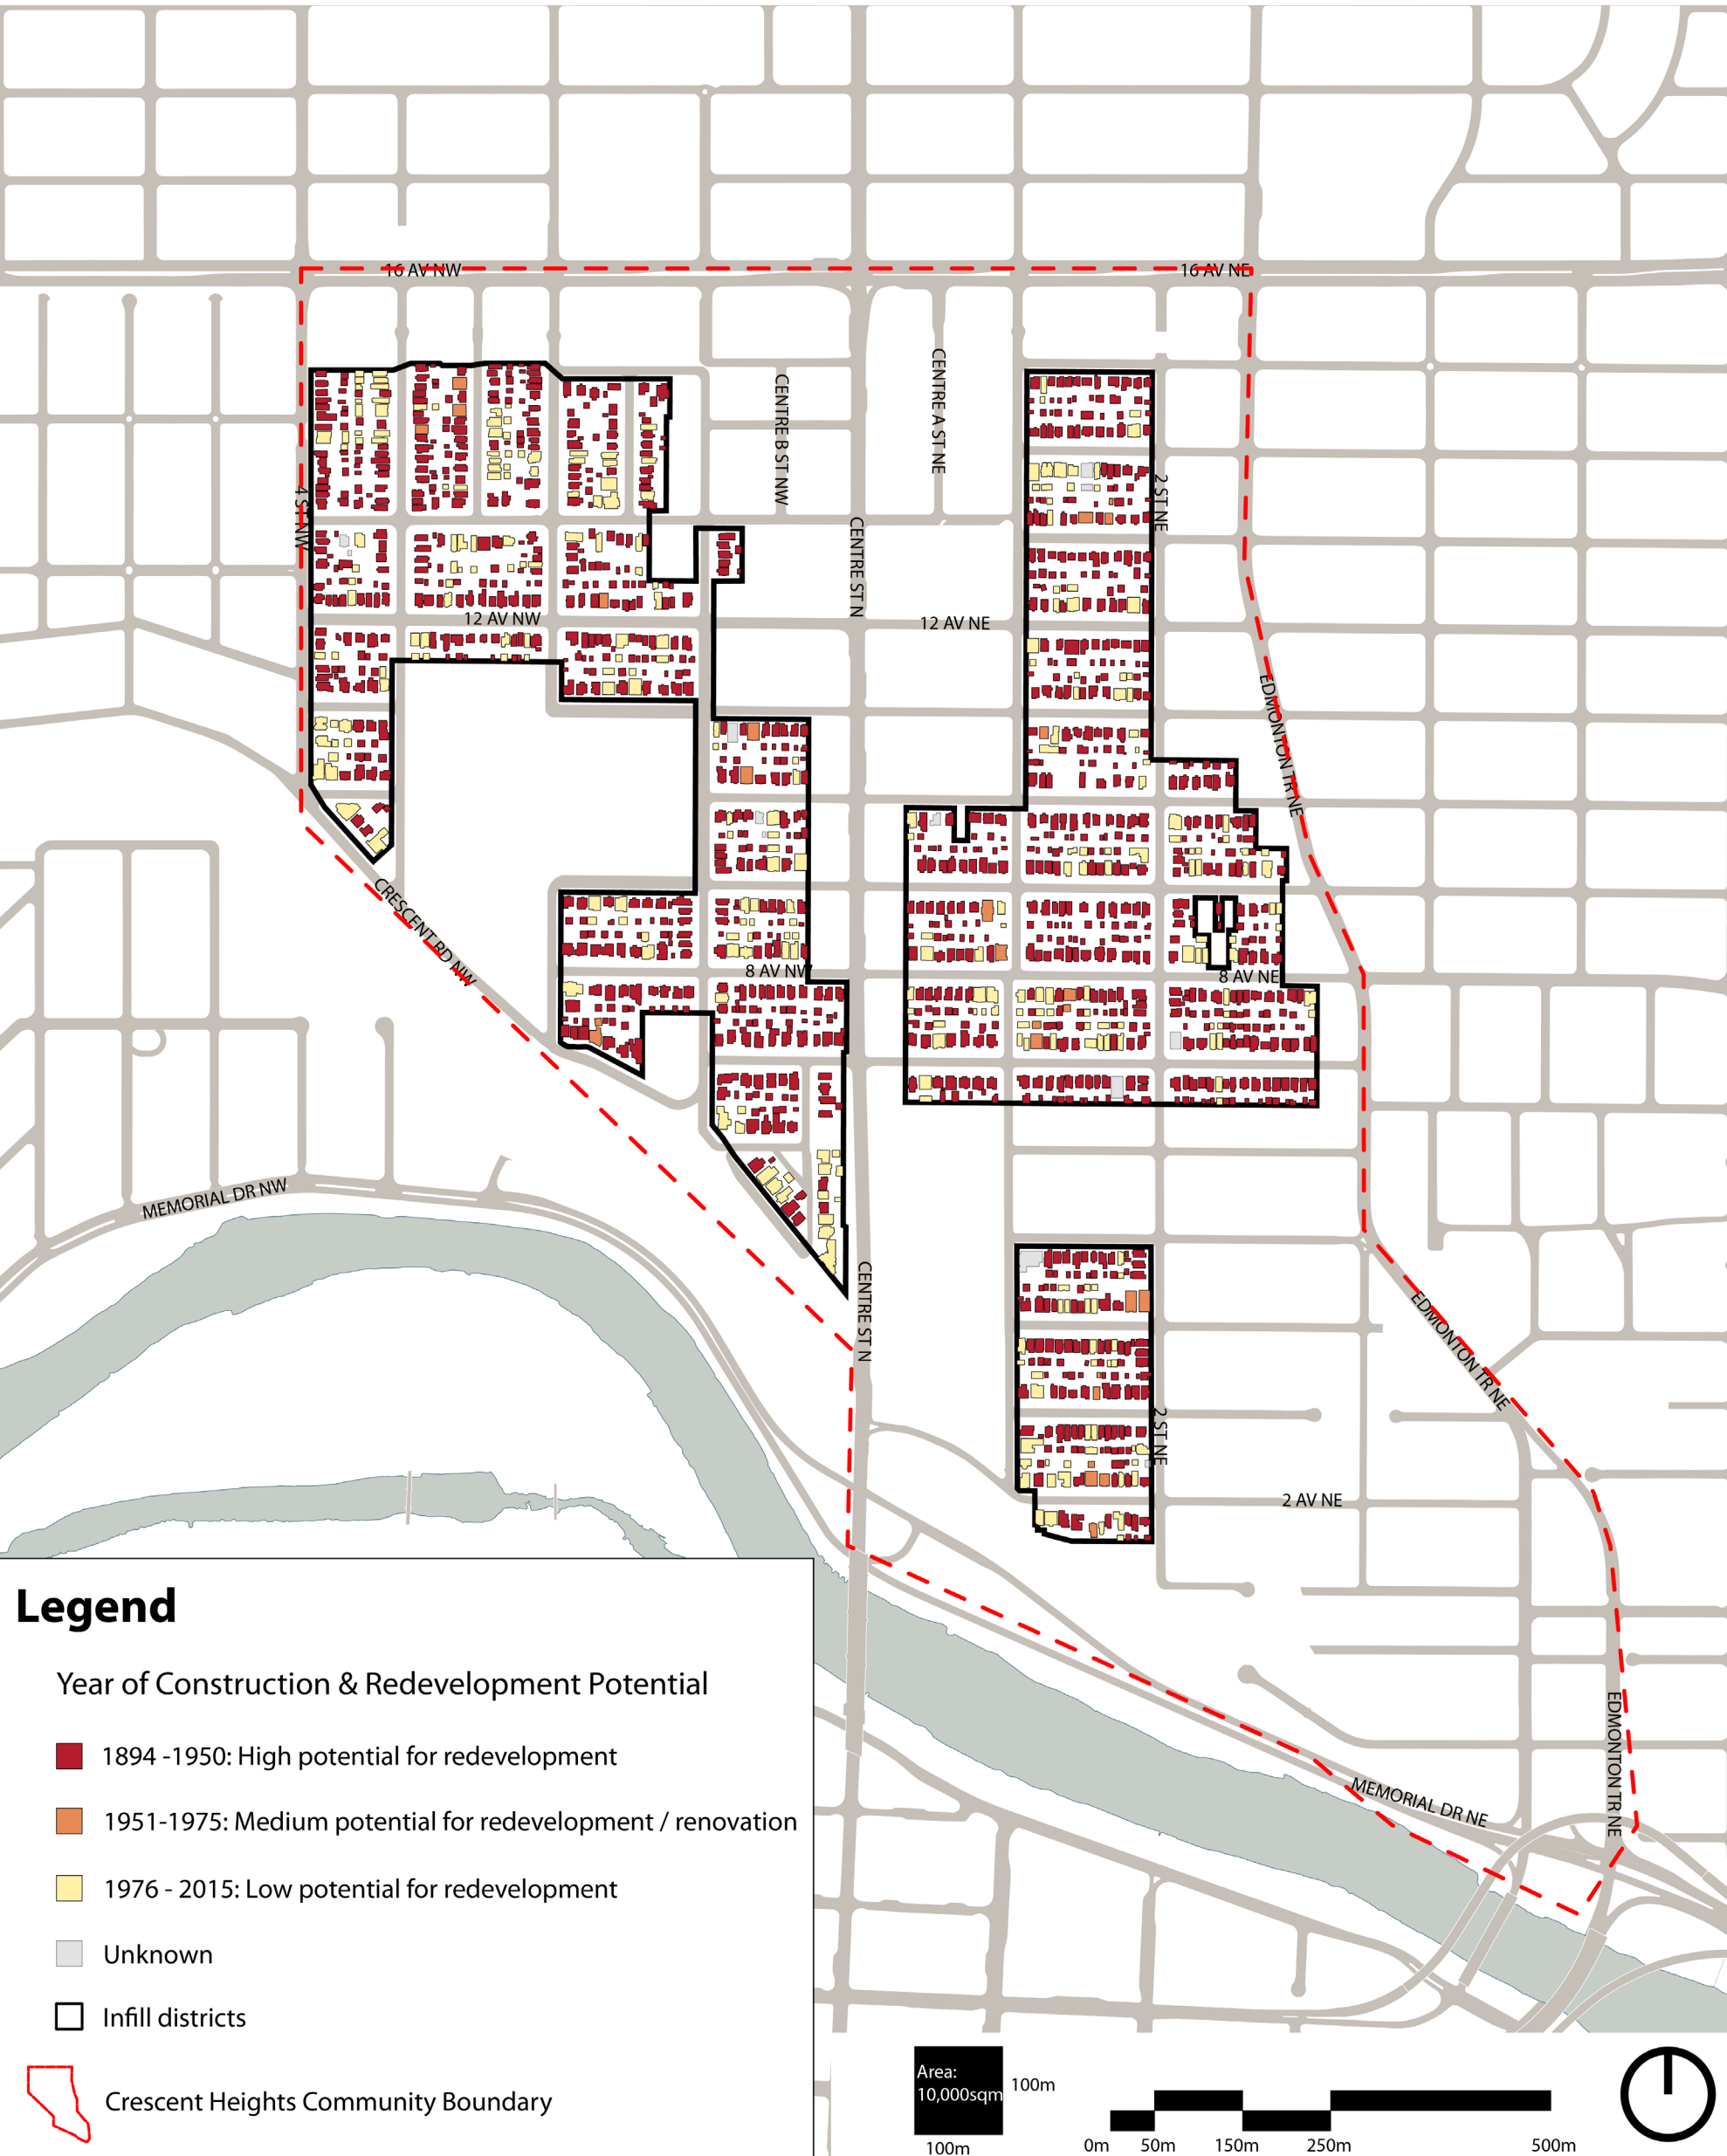 16 AV NW
16 AV NE
CENTRE A ST NE
CENTRE B ST NW
4 ST NW
2 ST NE
CENTRE ST N
12 AV NW
12 AV NE
EDMONTON TR NE
CRESCENT RD NW
8 AV NW
8 AV NE
MEMORIAL DR NW
CENTRE ST N
EDMONTON TR NE
2 ST NE
2 AV NE
EDMONTON TR NE
MEMORIAL DR NE
Legend
Year of Construction & Redevelopment Potential
1894 -1950: High potential for redevelopment
1951-1975: Medium potential for redevelopment / renovation
1976 - 2015: Low potential for redevelopment
Unknown
Infill districts
Crescent Heights Community Boundary
Area:
10,000sqm
100m
100m
0m 50m 150m 250m 500m